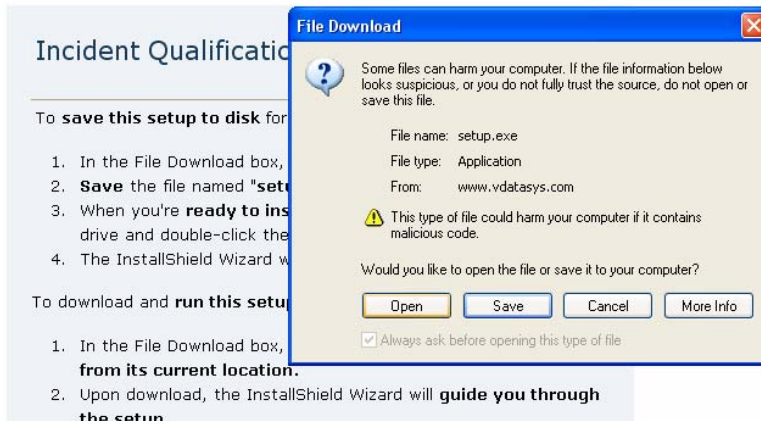 Incident Qualificatio
To save this setup to disk for
1. In the File Download box,
2. Save the file named "setu
3. When you're ready to ins
drive and double-click the
4. The InstallShield Wizard w
To download and run this setup
1. In the File Download box,
from its current location.
2. Upon download, the InstallShield Wizard will guide you through
the setup
File Download
Some files can harm your computer. If the file information below
looks suspicious, or you do not fully trust the source, do not open or
save this file.
File name: setup.exe
File type: Application
From: www.vdatasys.com
This type of file could harm your computer if it contains
malicious code.
Would you like to open the file or save it to your computer?
Open Save Cancel More Info
Always ask before opening this type of file